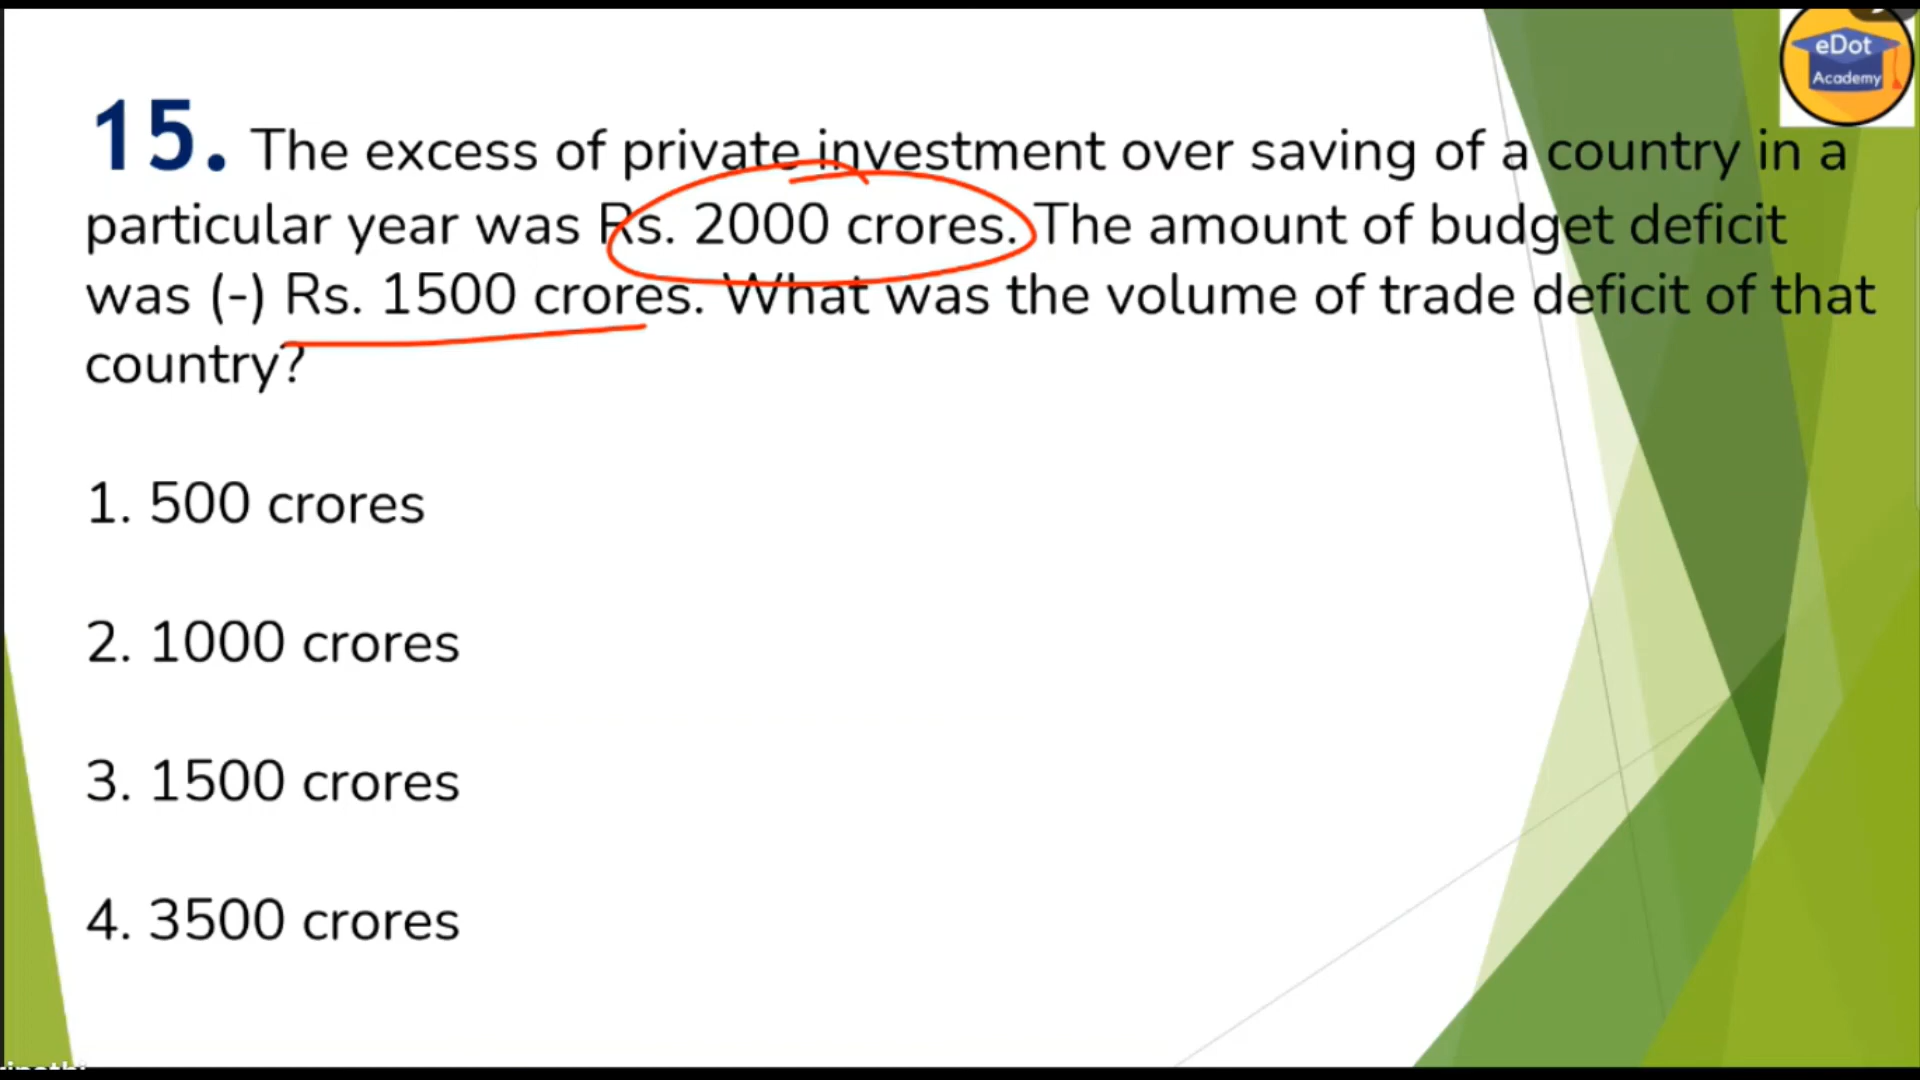 eDot
Academy
15. The excess of private investment over saving of a country in a
particular year was Rs. 2000 crores. The amount of budget deficit
was (-) Rs. 1500 crores. What was the volume of trade deficit of that
country?
1. 500 crores
2. 1000 crores
3. 1500 crores
4. 3500 crores